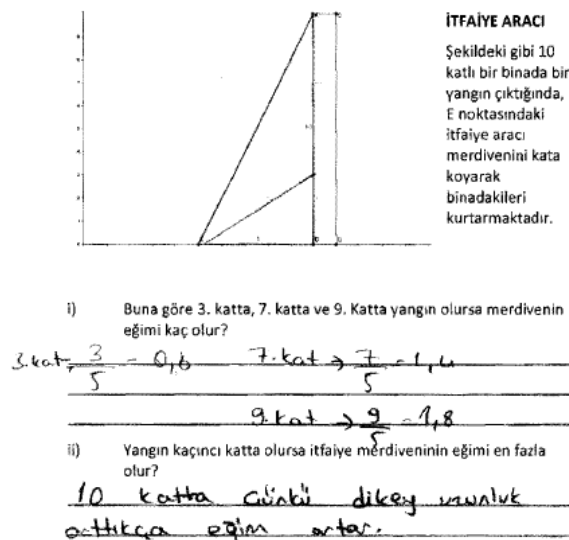 İTFAİYE ARACI
Şekildeki gibi 10
katlı bir binada bir
yangın çıktığında,
E noktasındaki
itfaiye aracı
merdivenini kata
koyarak
binadakileri
kurtarmaktadır.
i) Buna göre 3. katta, 7. katta ve 9. Katta yangın olursa merdivenin
eğimi kaç olur?
3. kat → 3/5 = 0,6 7. kat → 7/5 = 1,4
9. kat → 9/5 = 1,8
ii) Yangın kaçıncı katta olursa itfaiye merdiveninin eğimi en fazla
olur?
10 katta Çünkü dikey uzunluk
arttıkça eğim artar.